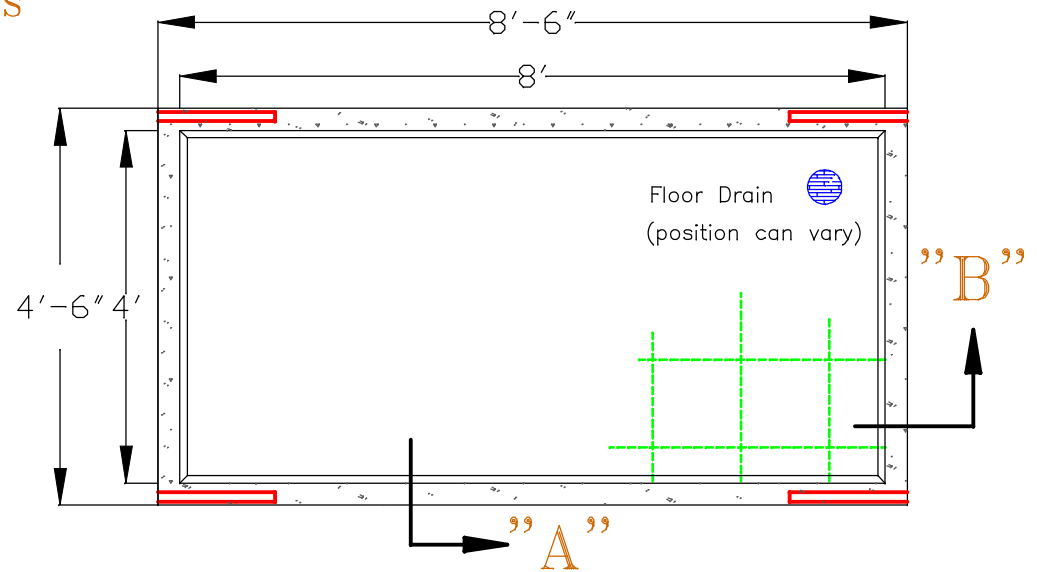 S
8'-6"
8'
Floor Drain
(position can vary)
"B"
4'-6" 4'
"A"